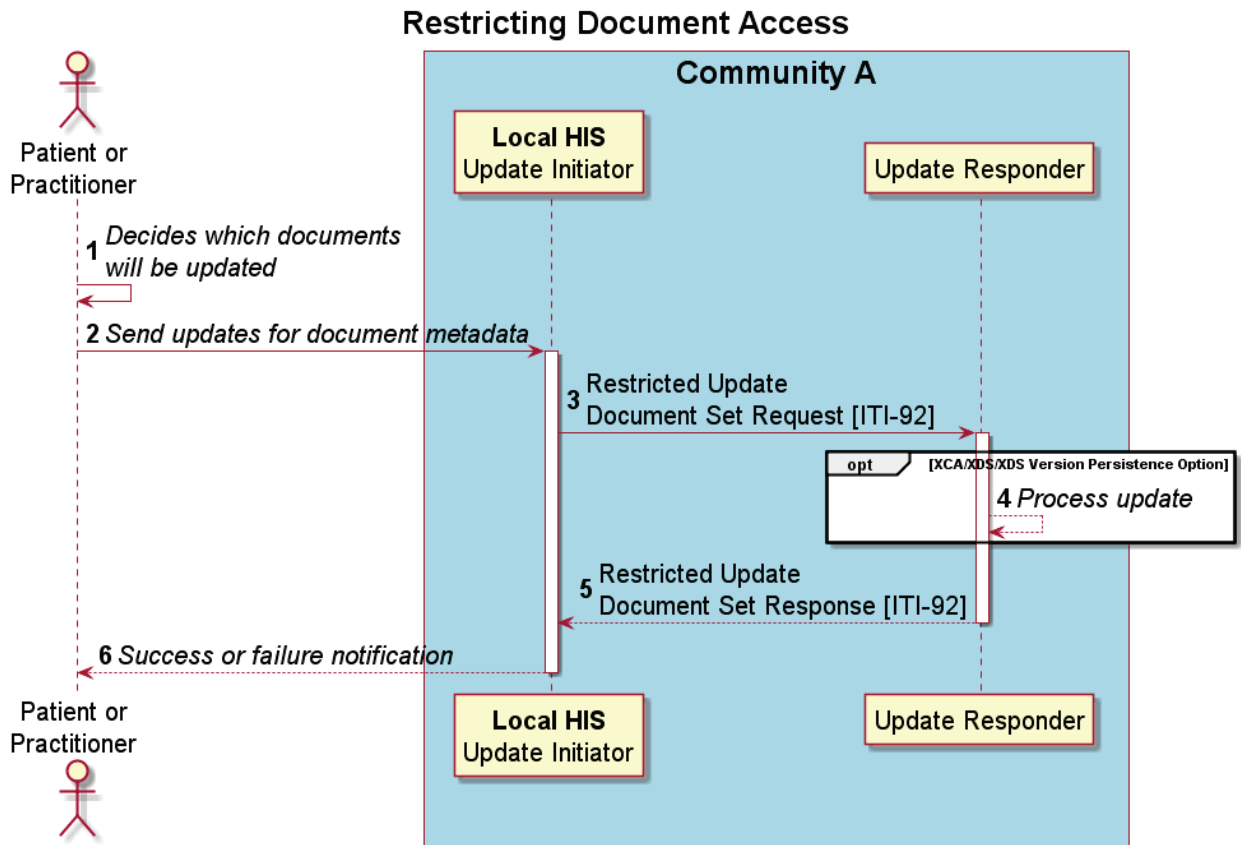 Restricting Document Access
Community A
Patient or
Practitioner
Local HIS
Update Initiator
Update Responder
1 Decides which documents
will be updated
2 Send updates for document metadata
3 Restricted Update
Document Set Request [ITI-92]
opt [XCA/XDS/XDS Version Persistence Option]
4 Process update
5 Restricted Update
Document Set Response [ITI-92]
6 Success or failure notification
Patient or
Practitioner
Local HIS
Update Initiator
Update Responder